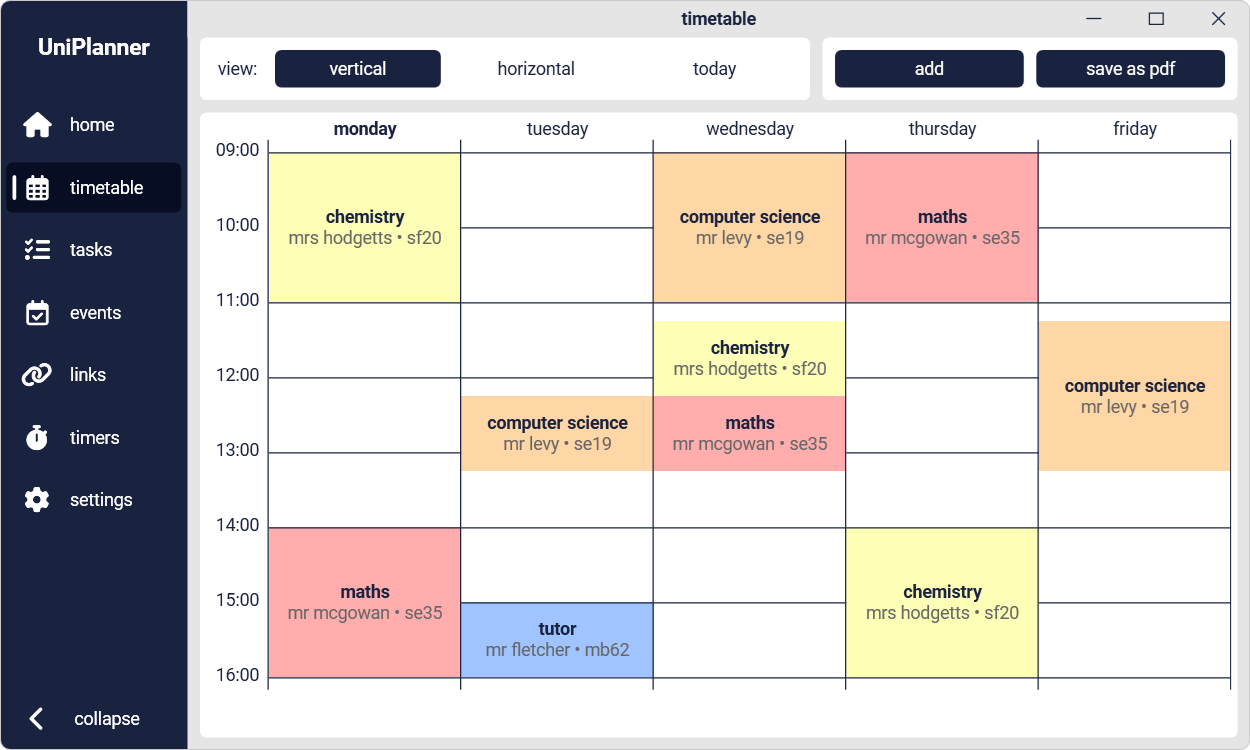 UniPlanner
home
timetable
tasks
events
links
timers
settings
collapse
timetable
view: vertical horizontal today
add save as pdf
monday tuesday wednesday thursday friday
09:00
10:00
11:00
12:00
13:00
14:00
15:00
16:00
chemistry
mrs hodgetts • sf20
maths
mr mcgowan • se35
computer science
mr levy • se19
tutor
mr fletcher • mb62
computer science
mr levy • se19
chemistry
mrs hodgetts • sf20
maths
mr mcgowan • se35
maths
mr mcgowan • se35
chemistry
mrs hodgetts • sf20
computer science
mr levy • se19